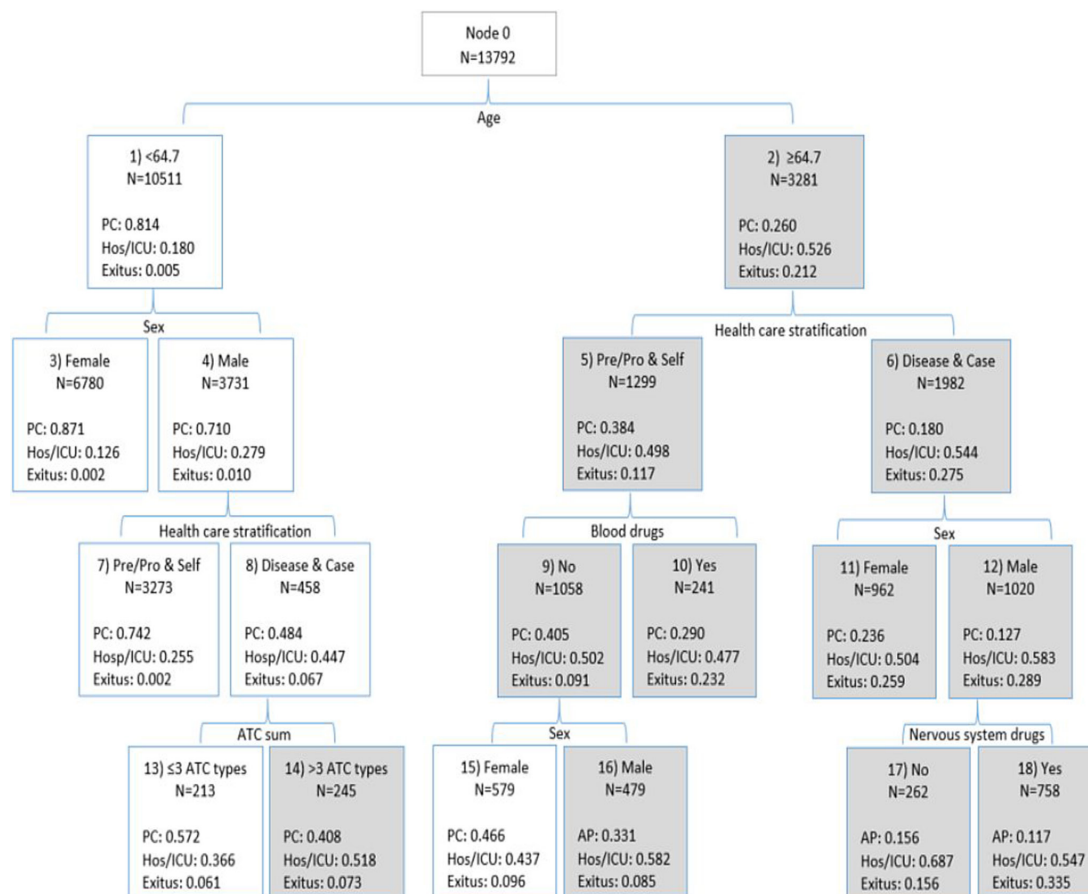 Node 0
N=13792
Age
1) <64.7
N=10511
PC: 0.814
Hos/ICU: 0.180
Exitus: 0.005
2) ≥64.7
N=3281
PC: 0.260
Hos/ICU: 0.526
Exitus: 0.212
Sex
Health care stratification
3) Female
N=6780
PC: 0.871
Hos/ICU: 0.126
Exitus: 0.002
4) Male
N=3731
PC: 0.710
Hos/ICU: 0.279
Exitus: 0.010
5) Pre/Pro & Self
N=1299
PC: 0.384
Hos/ICU: 0.498
Exitus: 0.117
6) Disease & Case
N=1982
PC: 0.180
Hos/ICU: 0.544
Exitus: 0.275
Health care stratification
Blood drugs
Sex
7) Pre/Pro & Self
N=3273
PC: 0.742
Hosp/ICU: 0.255
Exitus: 0.002
8) Disease & Case
N=458
PC: 0.484
Hosp/ICU: 0.447
Exitus: 0.067
9) No
N=1058
PC: 0.405
Hos/ICU: 0.502
Exitus: 0.091
10) Yes
N=241
PC: 0.290
Hos/ICU: 0.477
Exitus: 0.232
11) Female
N=962
PC: 0.236
Hos/ICU: 0.504
Exitus: 0.259
12) Male
N=1020
PC: 0.127
Hos/ICU: 0.583
Exitus: 0.289
ATC sum
Sex
Nervous system drugs
13) ≤3 ATC types
N=213
PC: 0.572
Hos/ICU: 0.366
Exitus: 0.061
14) >3 ATC types
N=245
PC: 0.408
Hos/ICU: 0.518
Exitus: 0.073
15) Female
N=579
PC: 0.466
Hos/ICU: 0.437
Exitus: 0.096
16) Male
N=479
AP: 0.331
Hos/ICU: 0.582
Exitus: 0.085
17) No
N=262
AP: 0.156
Hos/ICU: 0.687
Exitus: 0.156
18) Yes
N=758
AP: 0.117
Hos/ICU: 0.547
Exitus: 0.335